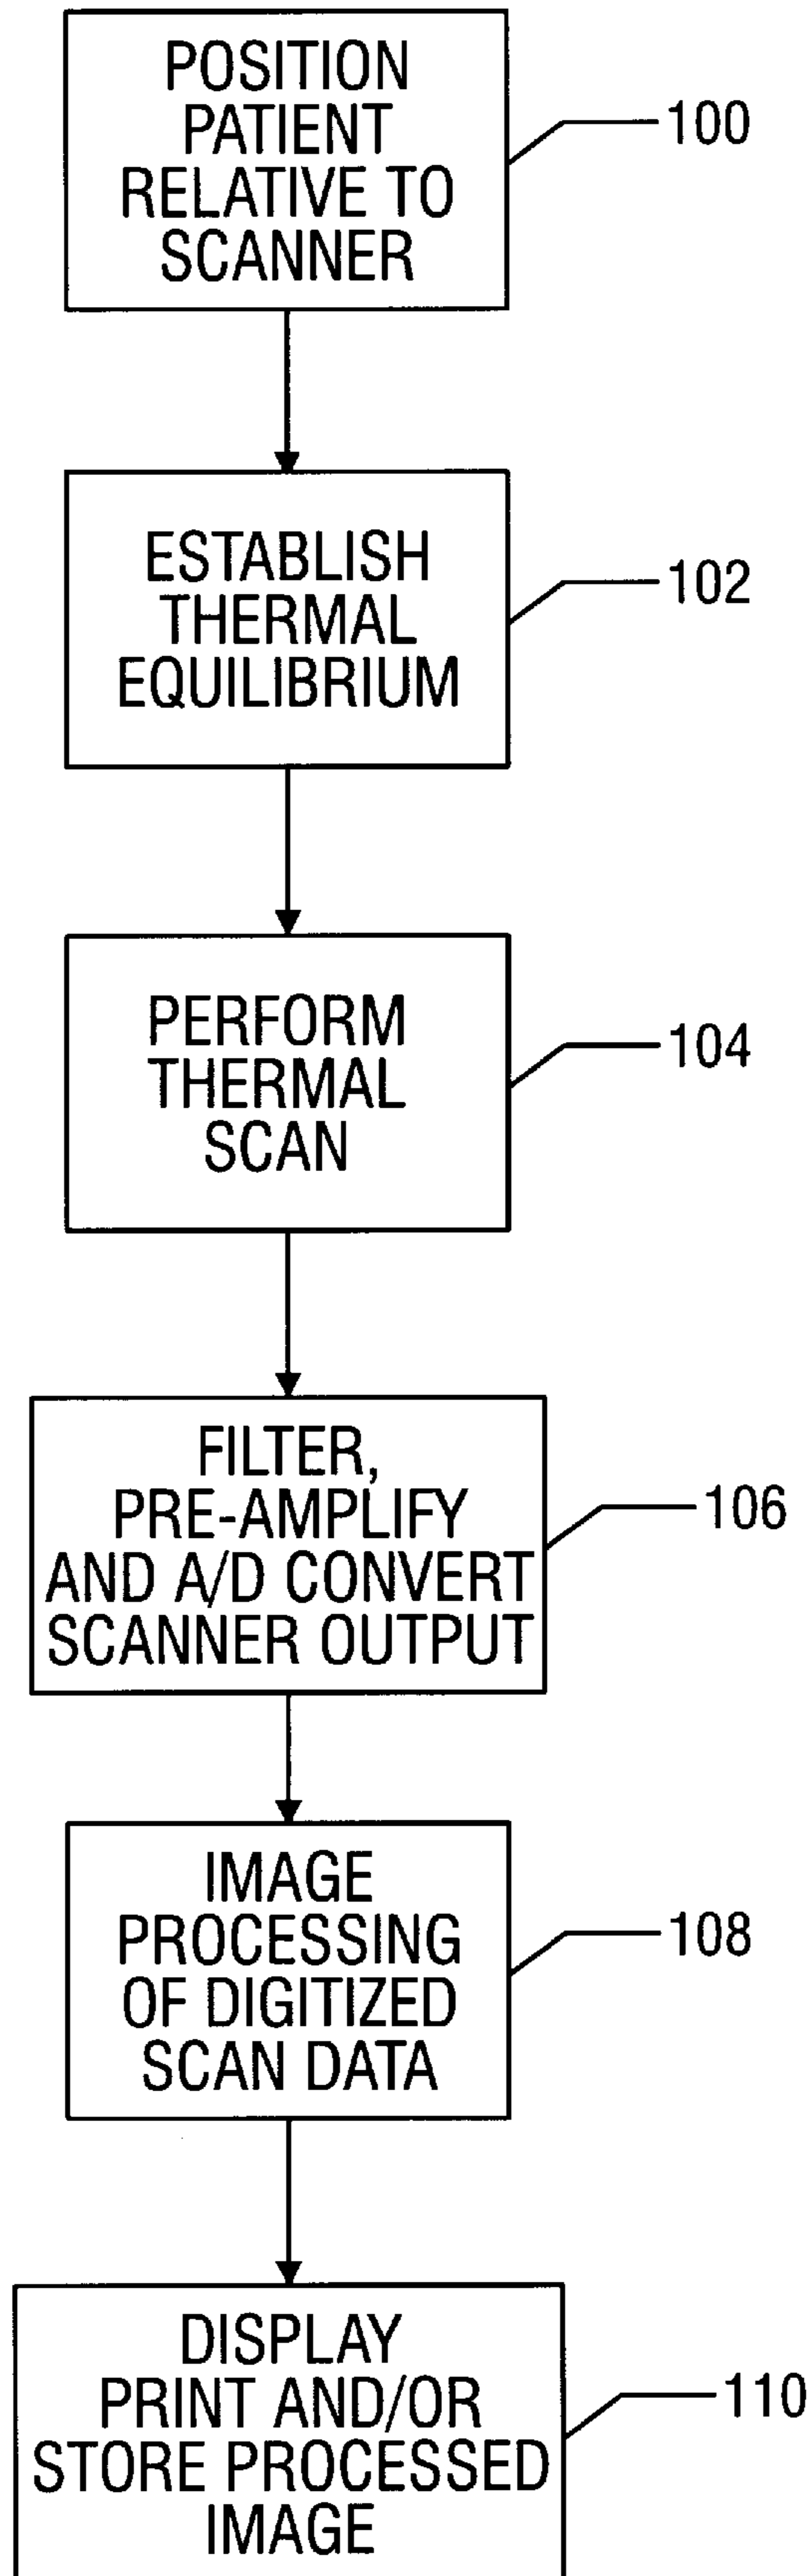 POSITION
PATIENT
RELATIVE TO
SCANNER
100
ESTABLISH
THERMAL
EQUILIBRIUM
102
PERFORM
THERMAL
SCAN
104
FILTER,
PRE-AMPLIFY
AND A/D CONVERT
SCANNER OUTPUT
106
IMAGE
PROCESSING
OF DIGITIZED
SCAN DATA
108
DISPLAY
PRINT AND/OR
STORE PROCESSED
IMAGE
110